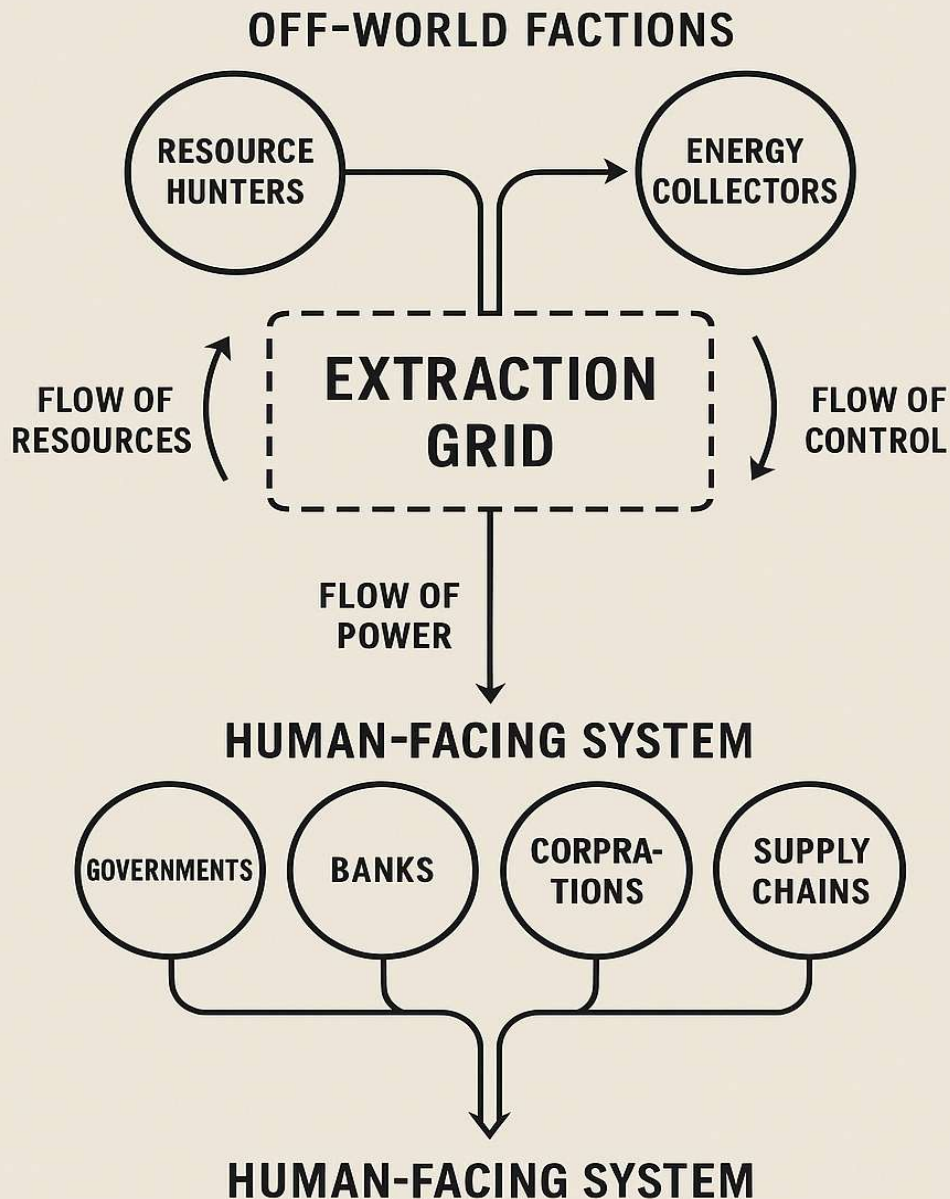 OFF-WORLD FACTIONS
RESOURCE
HUNTERS
ENERGY
COLLECTORS
EXTRACTION
GRID
FLOW OF
RESOURCES
FLOW OF
CONTROL
FLOW OF
POWER
HUMAN-FACING SYSTEM
GOVERNMENTS
BANKS
CORPRA-
TIONS
SUPPLY
CHAINS
HUMAN-FACING SYSTEM